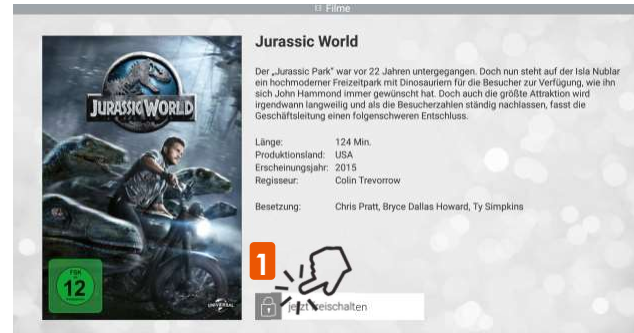 Filme
Jurassic World
Der „Jurassic Park" war vor 22 Jahren untergegangen. Doch nun steht auf der Isla Nublar
ein hochmoderner Freizeitpark mit Dinosauriern für die Besucher zur Verfügung, wie ihn
sich John Hammond immer gewünscht hat. Doch auch die größte Attraktion wird
irgendwann langweilig und als die Besucherzahlen ständig nachlassen, fasst die
Geschäftsleitung einen folgenschweren Entschluss.
Länge: 124 Min.
Produktionsland: USA
Erscheinungsjahr: 2015
Regisseur: Colin Trevorrow
Besetzung: Chris Pratt, Bryce Dallas Howard, Ty Simpkins
JURASSIC WORLD
FSK
12
UNIVERSAL
1
jetzt freischalten